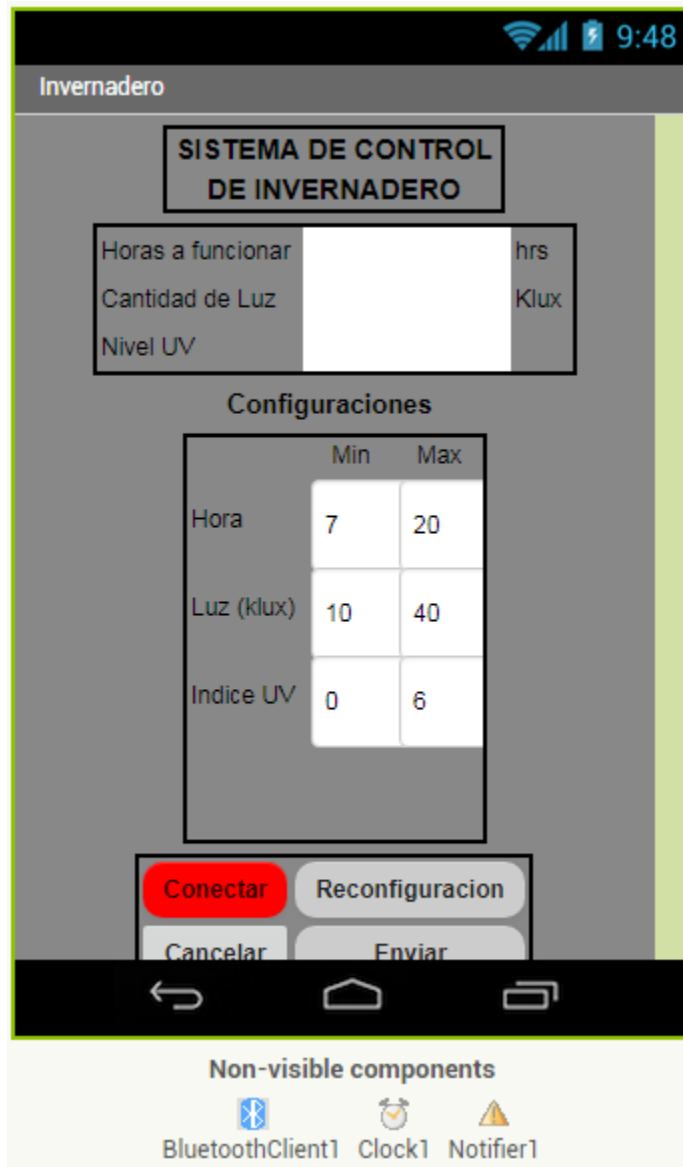 9:48
Invernadero
SISTEMA DE CONTROL
DE INVERNADERO
Horas a funcionar hrs
Cantidad de Luz Klux
Nivel UV
Configuraciones
Min Max
Hora 7 20
Luz (klux) 10 40
Indice UV 0 6
Conectar Reconfiguracion
Cancelar Enviar
Non-visible components
BluetoothClient1 Clock1 Notifier1